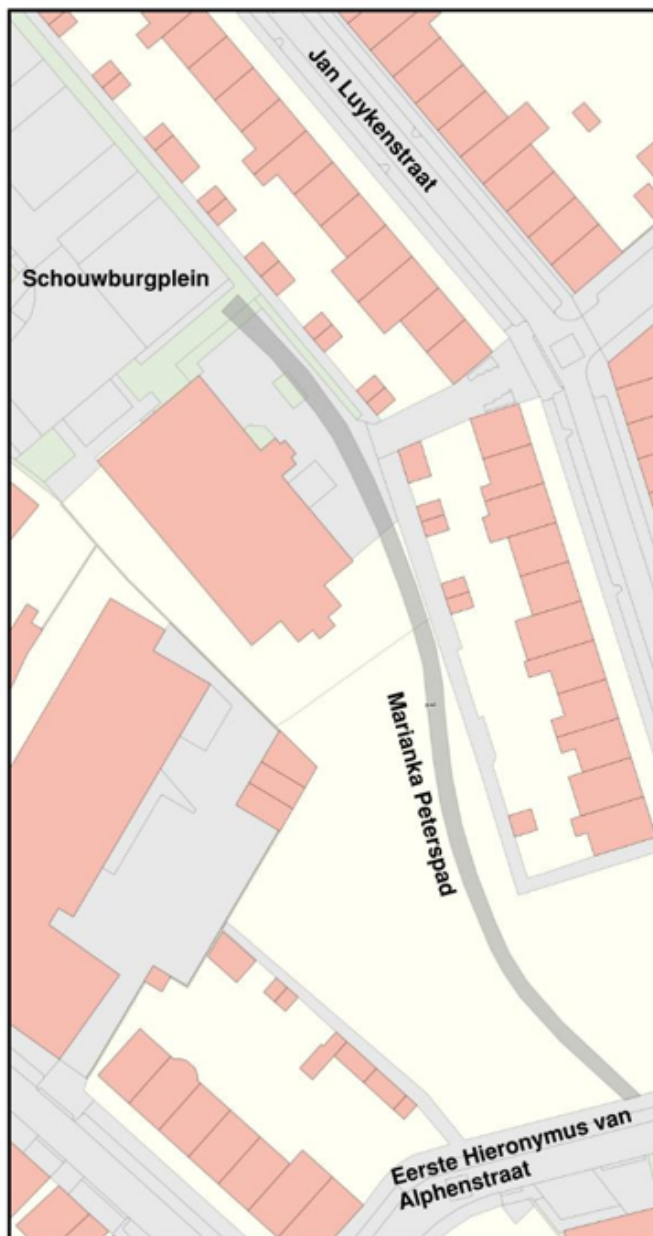 Jan Luykenstraat
Schouwburgplein
Marianka Peterspad
Eerste Hieronymus van
Alphenstraat